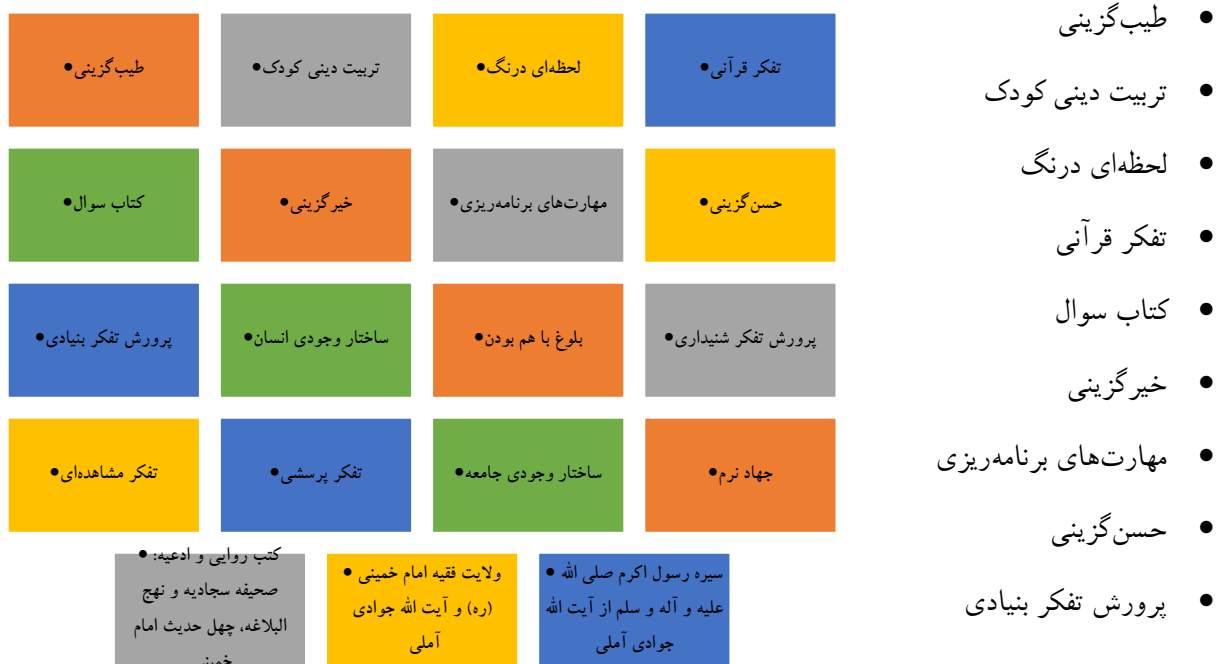 • طیب‌گزینی
• تربیت دینی کودک
• لحظه‌ای درنگ
• تفکر قرآنی
• کتاب سوال
• خیرگزینی
• مهارت‌های برنامه‌ریزی
• حسن‌گزینی
• پرورش تفکر بنیادی
تفکر قرآنی•
لحظه‌ای درنگ•
تربیت دینی کودک•
طیب‌گزینی•
حسن‌گزینی•
مهارت‌های برنامه‌ریزی•
خیرگزینی•
کتاب سوال•
پرورش تفکر شنیداری•
بلوغ با هم بودن•
ساختار وجودی انسان•
پرورش تفکر بنیادی•
جهاد نرم•
ساختار وجودی جامعه•
تفکر پرسشی•
تفکر مشاهده‌ای•
سیره رسول اکرم صلی الله •
علیه و آله و سلم از آیت الله
جوادی آملی
ولایت فقیه امام خمینی •
(ره) و آیت الله جوادی
آملی
کتب روایی و ادعیه: •
صحیفه سجادیه و نهج
البلاغه، چهل حدیث امام